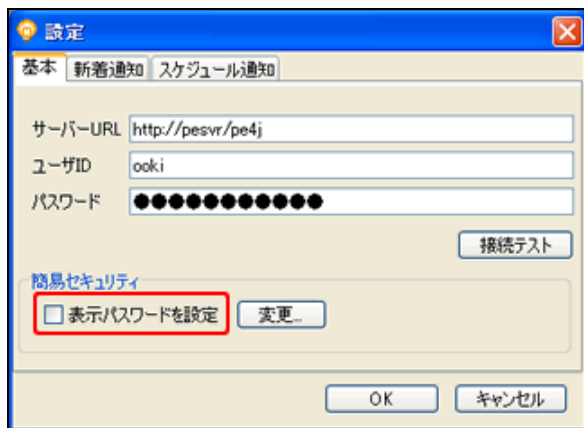 設定
基本 新着通知 スケジュール通知
サーバーURL http://pesvr/pe4j
ユーザID ooki
パスワード ●●●●●●●●●●●
接続テスト
簡易セキュリティ
表示パスワードを設定 変更...
OK キャンセル